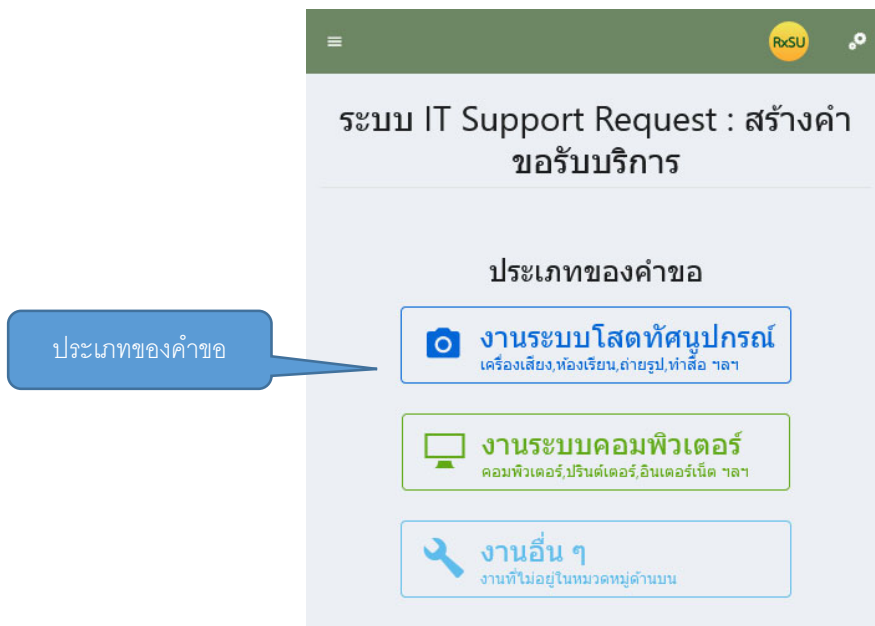 RxSU
ระบบ IT Support Request : สร้างคำ
ขอรับบริการ
ประเภทของคำขอ
ประเภทของคำขอ
งานระบบโสตทัศนูปกรณ์
เครื่องเสียง,ห้องเรียน,ถ่ายรูป,ทำสื่อ ฯลฯ
งานระบบคอมพิวเตอร์
คอมพิวเตอร์,ปรินต์เตอร์,อินเตอร์เน็ต ฯลฯ
งานอื่น ๆ
งานที่ไม่อยู่ในหมวดหมู่ด้านบน